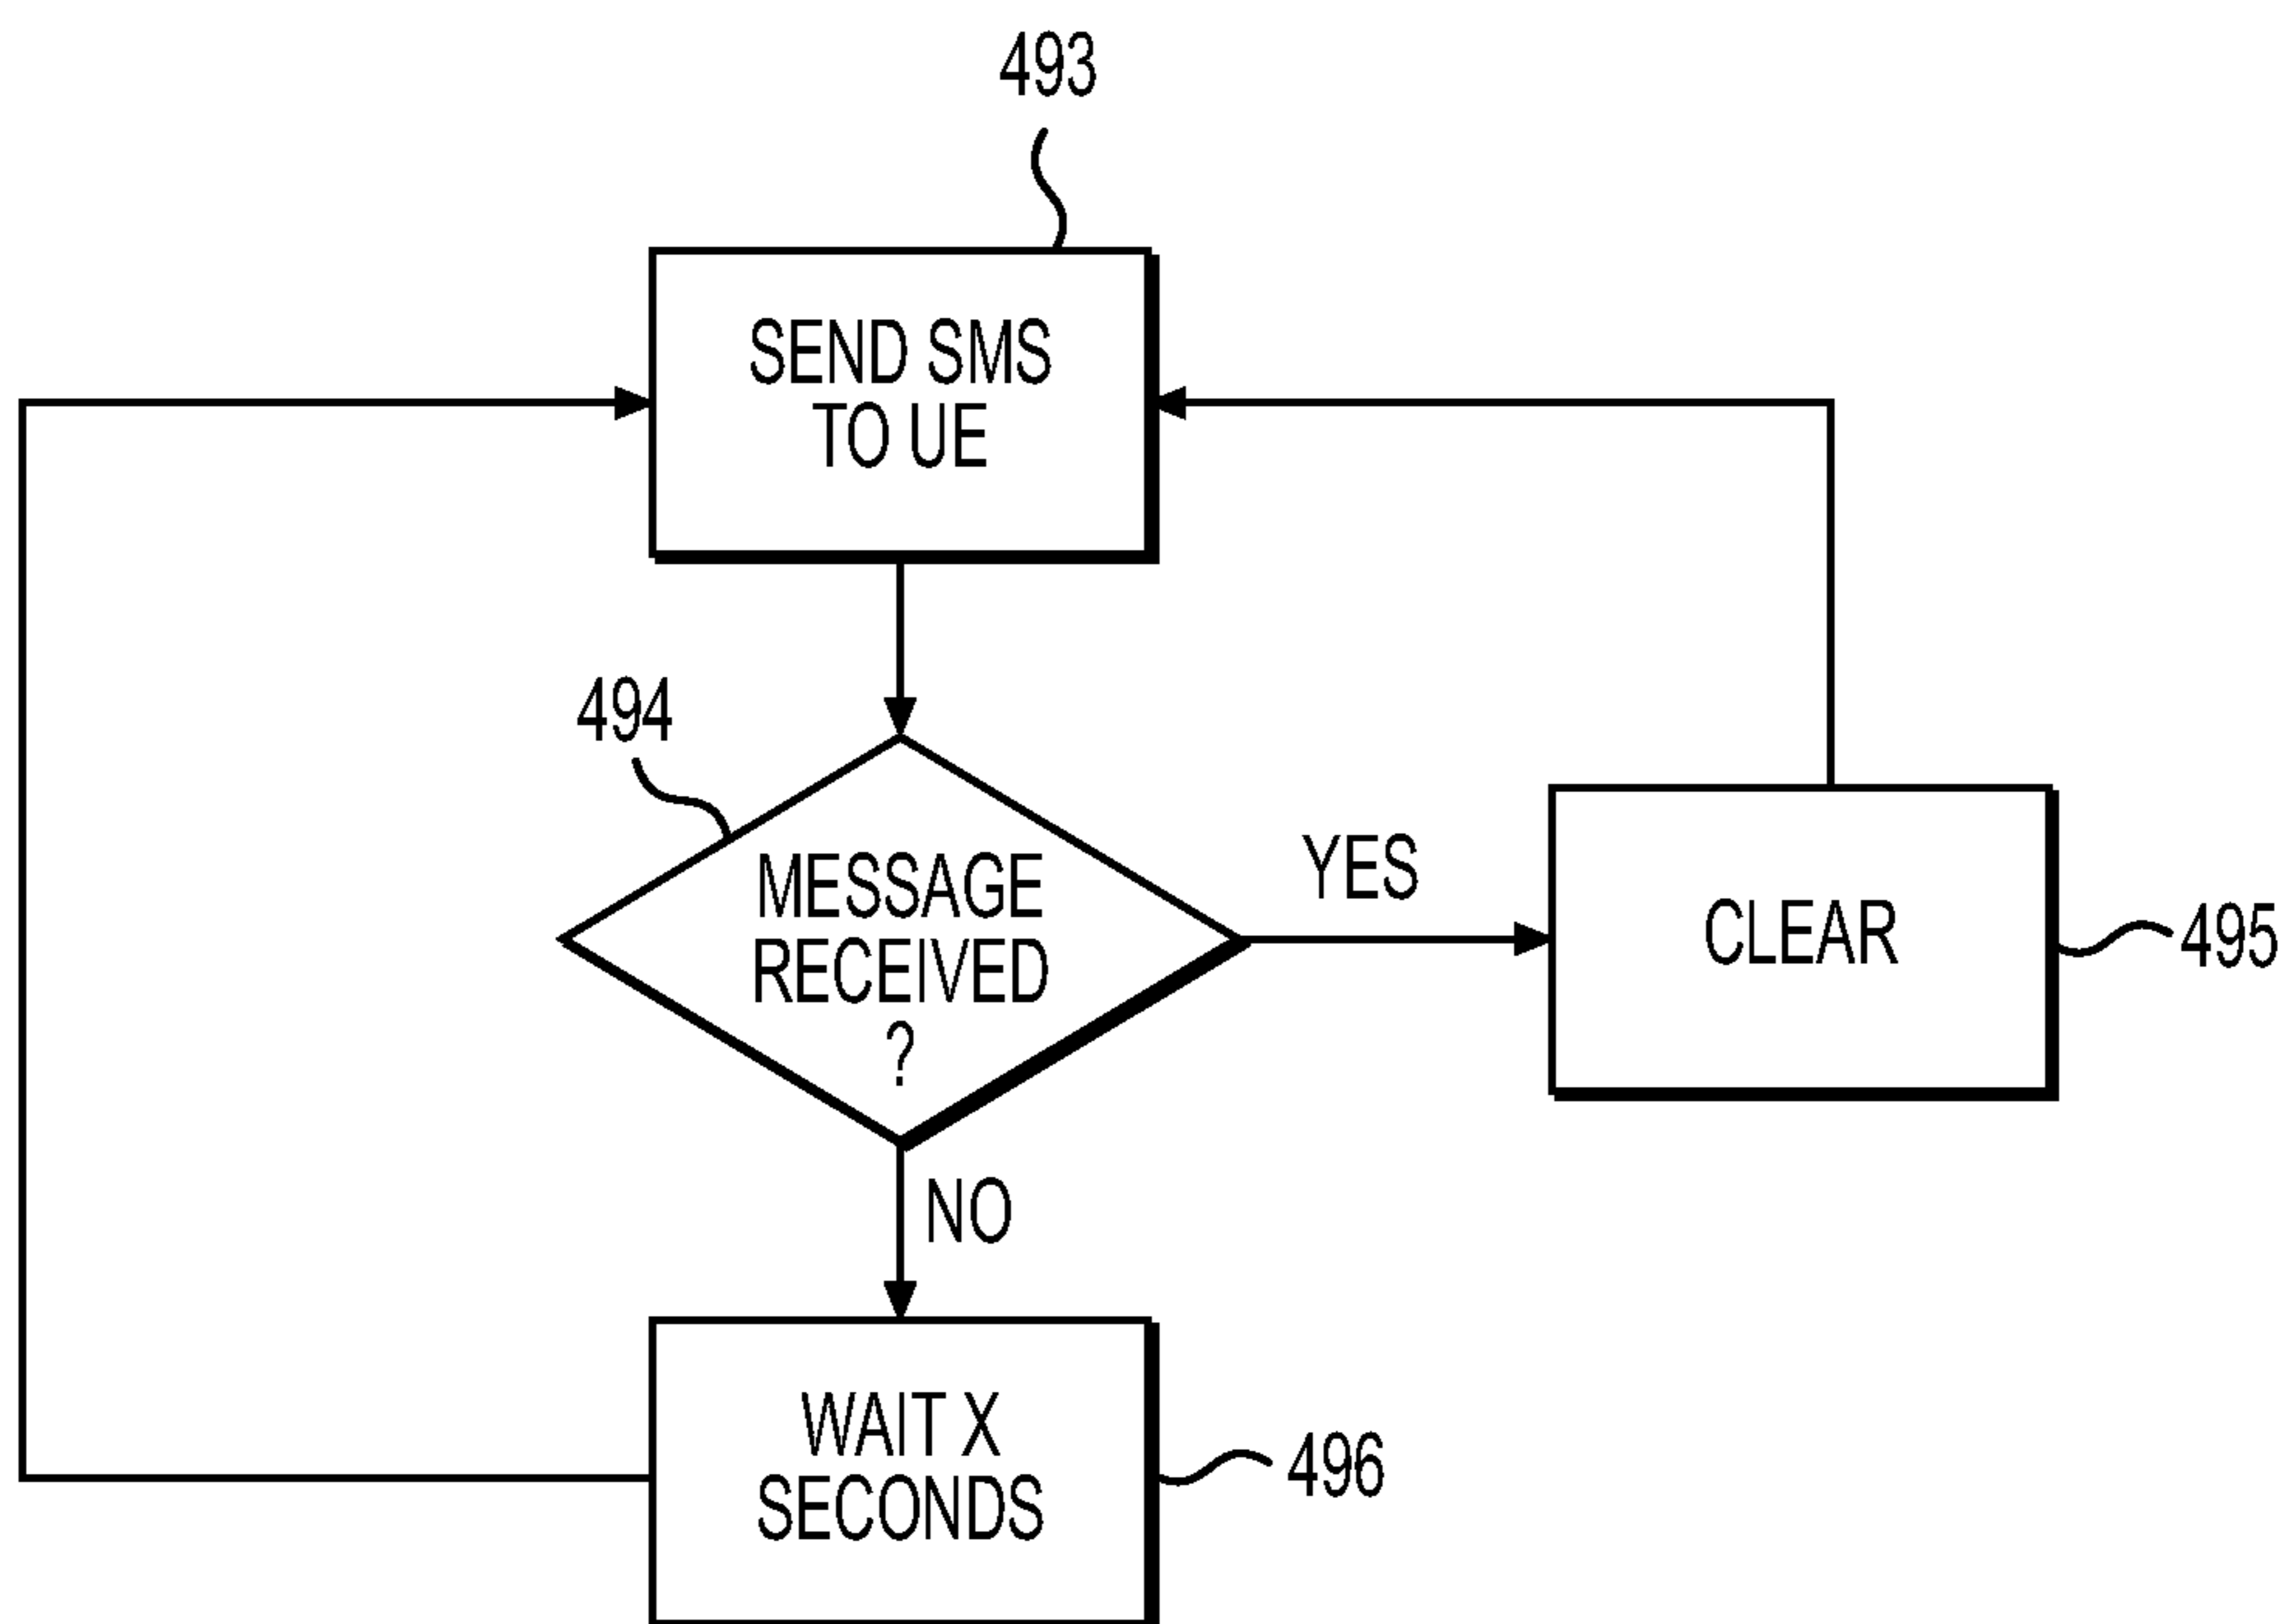 493
SEND SMS
TO UE
494
MESSAGE
RECEIVED
?
YES
CLEAR
495
NO
WAIT X
SECONDS
496